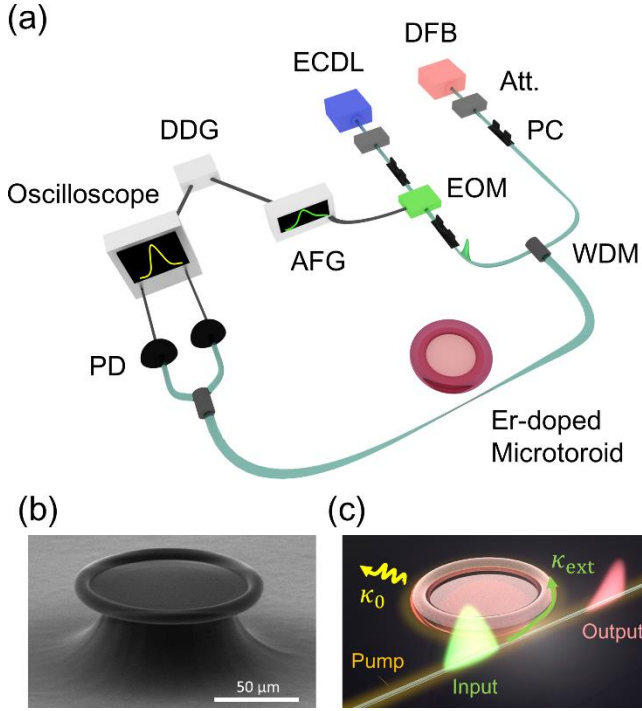 (a)
DFB
ECDL
Att.
DDG
PC
Oscilloscope
EOM
AFG
WDM
PD
Er-doped
Microtoroid
(b)
(c)
κext
κ0
Output
Pump
Input
50 μm